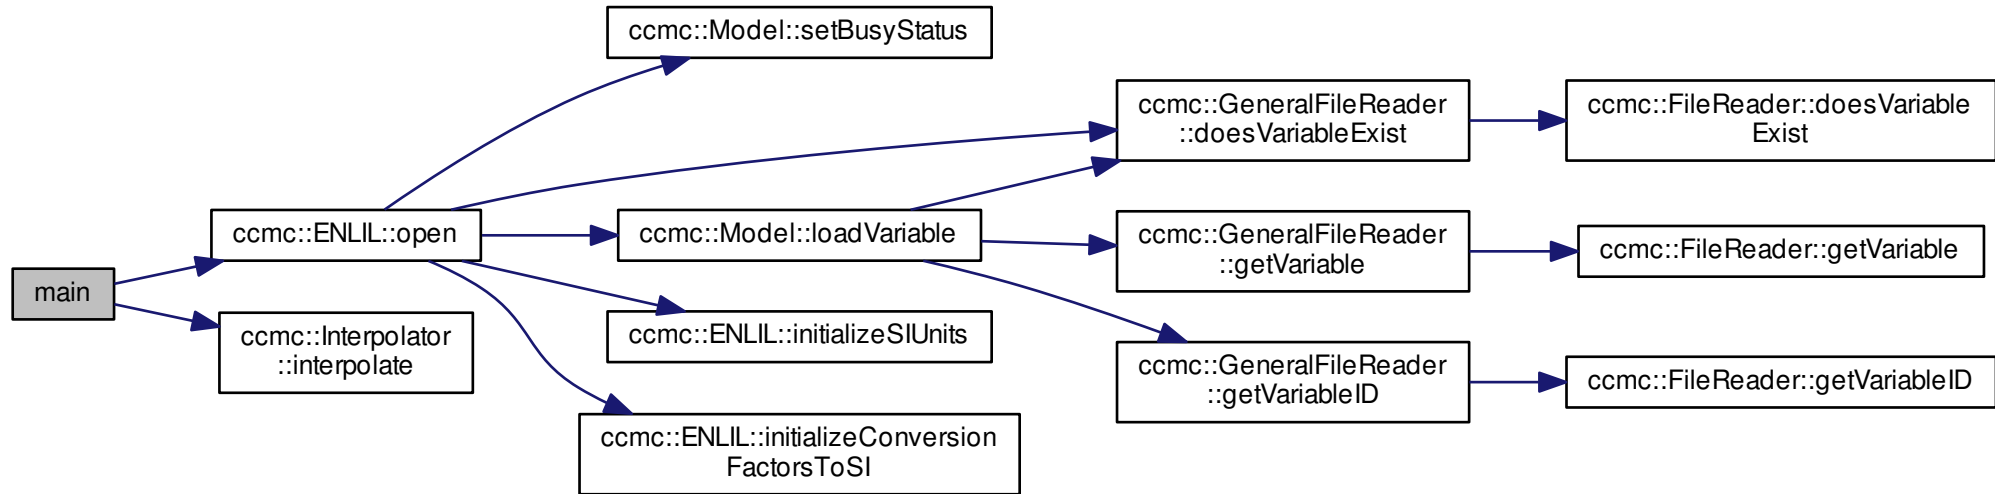 main
ccmc::ENLIL::open
ccmc::Interpolator
::interpolate
ccmc::Model::setBusyStatus
ccmc::Model::loadVariable
ccmc::ENLIL::initializeSIUnits
ccmc::ENLIL::initializeConversion
FactorsToSI
ccmc::GeneralFileReader
::doesVariableExist
ccmc::GeneralFileReader
::getVariable
ccmc::GeneralFileReader
::getVariableID
ccmc::FileReader::doesVariable
Exist
ccmc::FileReader::getVariable
ccmc::FileReader::getVariableID